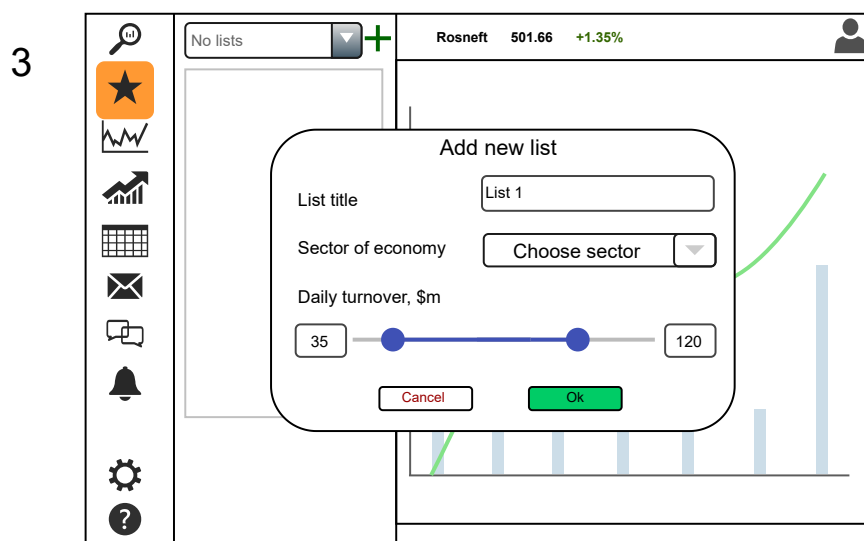 3
No lists
Rosneft 501.66 +1.35%
Add new list
List title
List 1
Sector of economy
Choose sector
Daily turnover, $m
35
120
Cancel
Ok
?